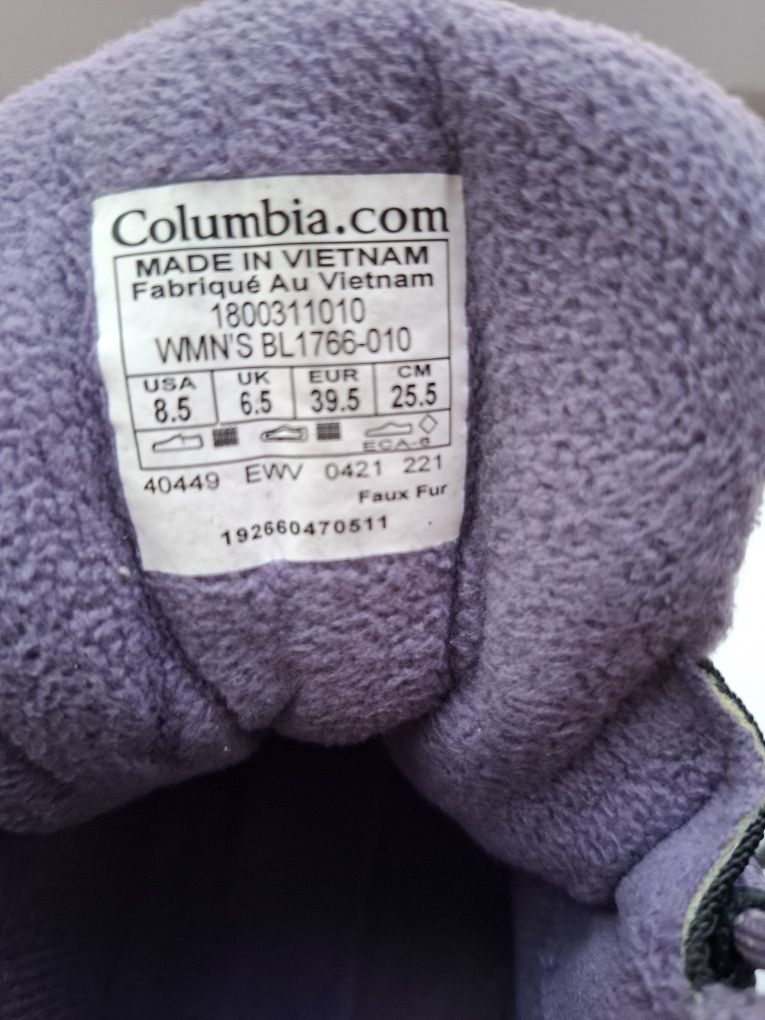 Columbia.com
MADE IN VIETNAM
Fabriqué Au Vietnam
1800311010
WMN'S BL1766-010
USA UK EUR CM
8.5 6.5 39.5 25.5
ECA-6
40449 EWV 0421 221
Faux Fur
192660470511